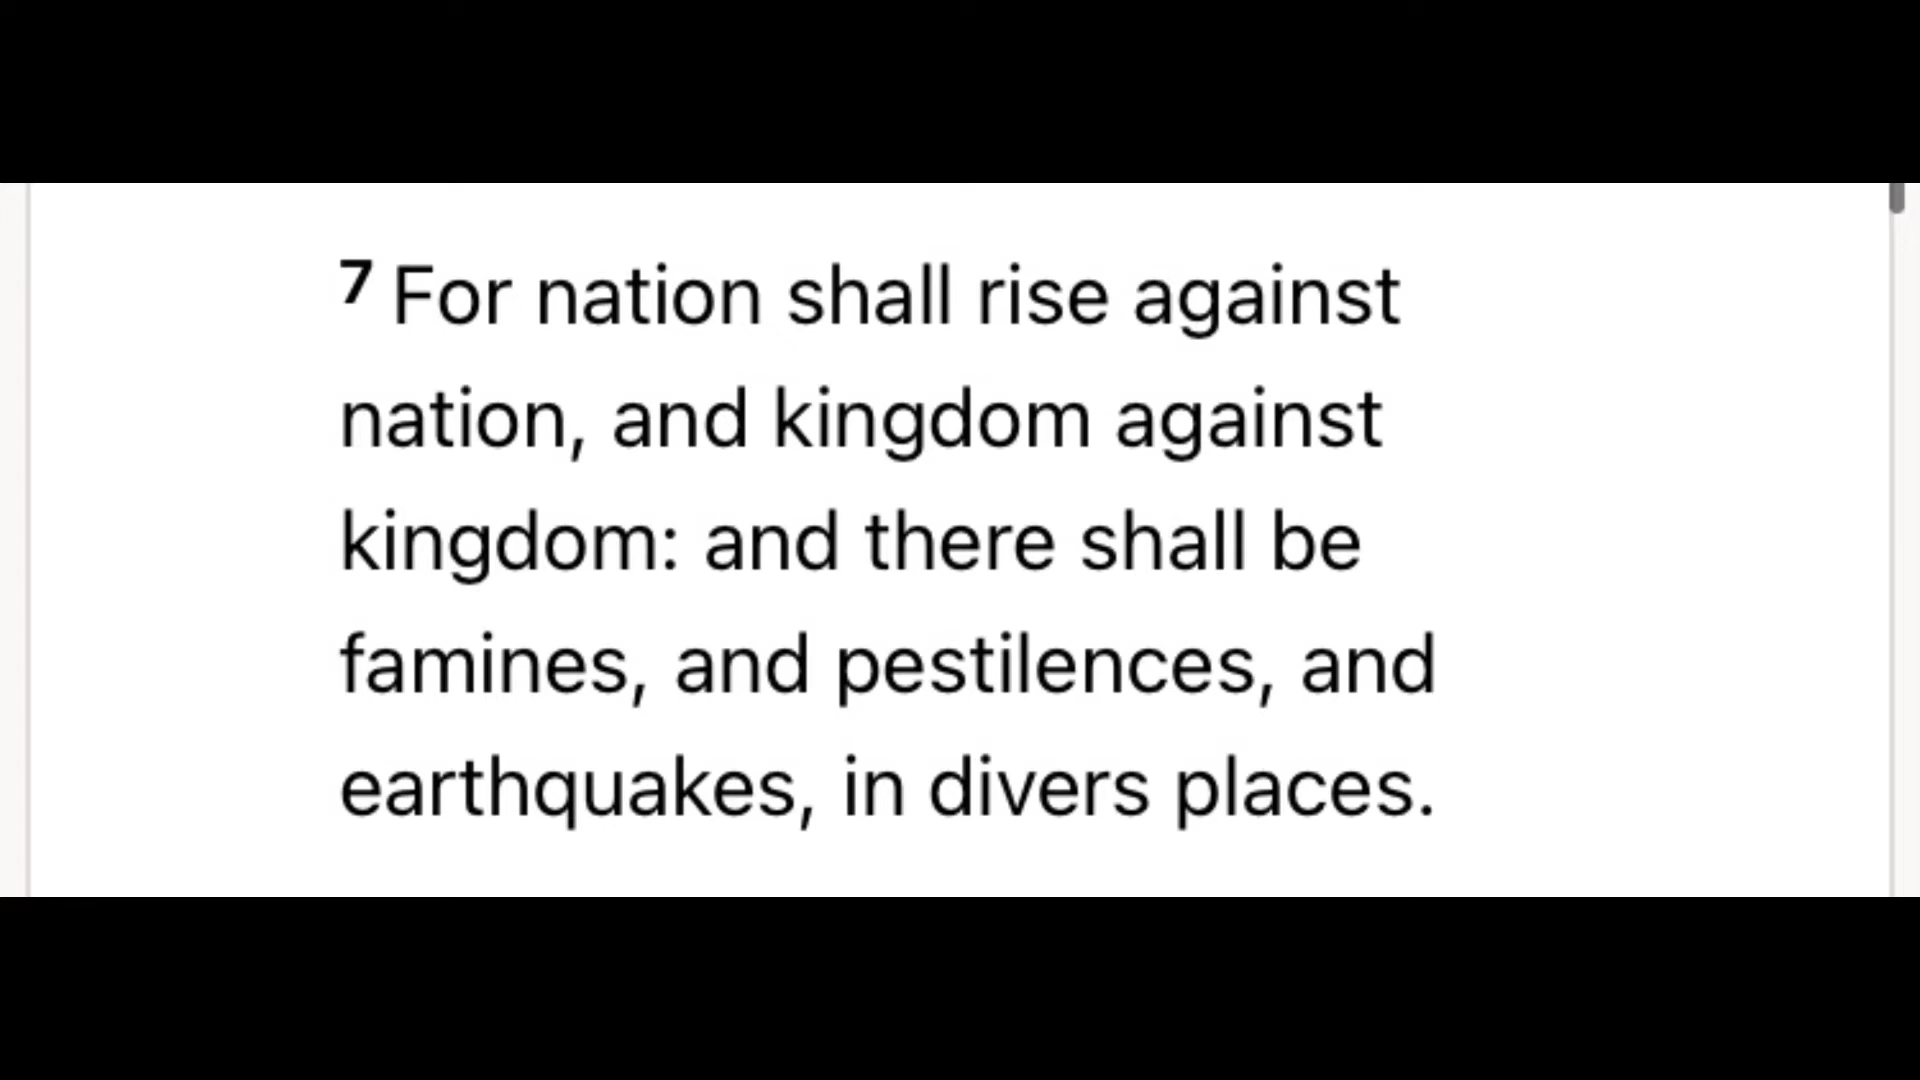 7 For nation shall rise against
nation, and kingdom against
kingdom: and there shall be
famines, and pestilences, and
earthquakes, in divers places.